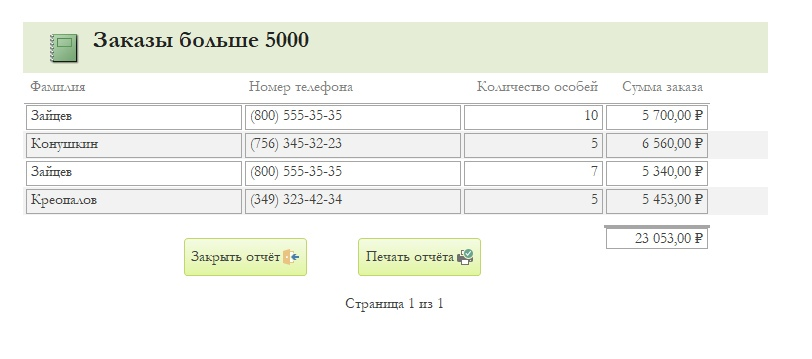 Заказы больше 5000
Фамилия Номер телефона Количество особей Сумма заказа
Зайцев (800) 555-35-35 10 5 700,00 ₽
Конушкин (756) 345-32-23 5 6 560,00 ₽
Зайцев (800) 555-35-35 7 5 340,00 ₽
Креопалов (349) 323-42-34 5 5 453,00 ₽
23 053,00 ₽
Закрыть отчёт Печать отчёта
Страница 1 из 1